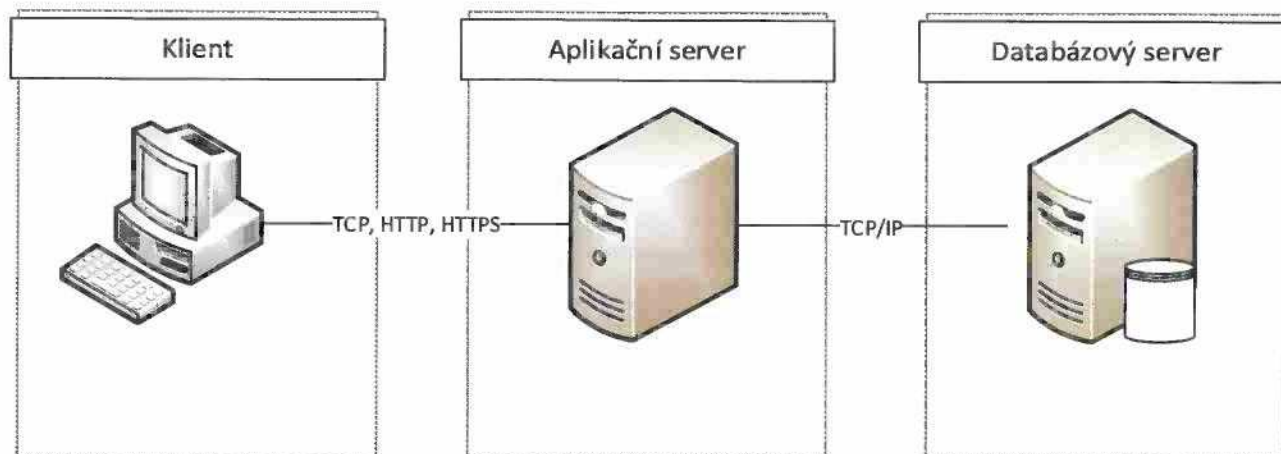 Klient
Aplikační server
Databázový server
TCP, HTTP, HTTPS
TCP/IP